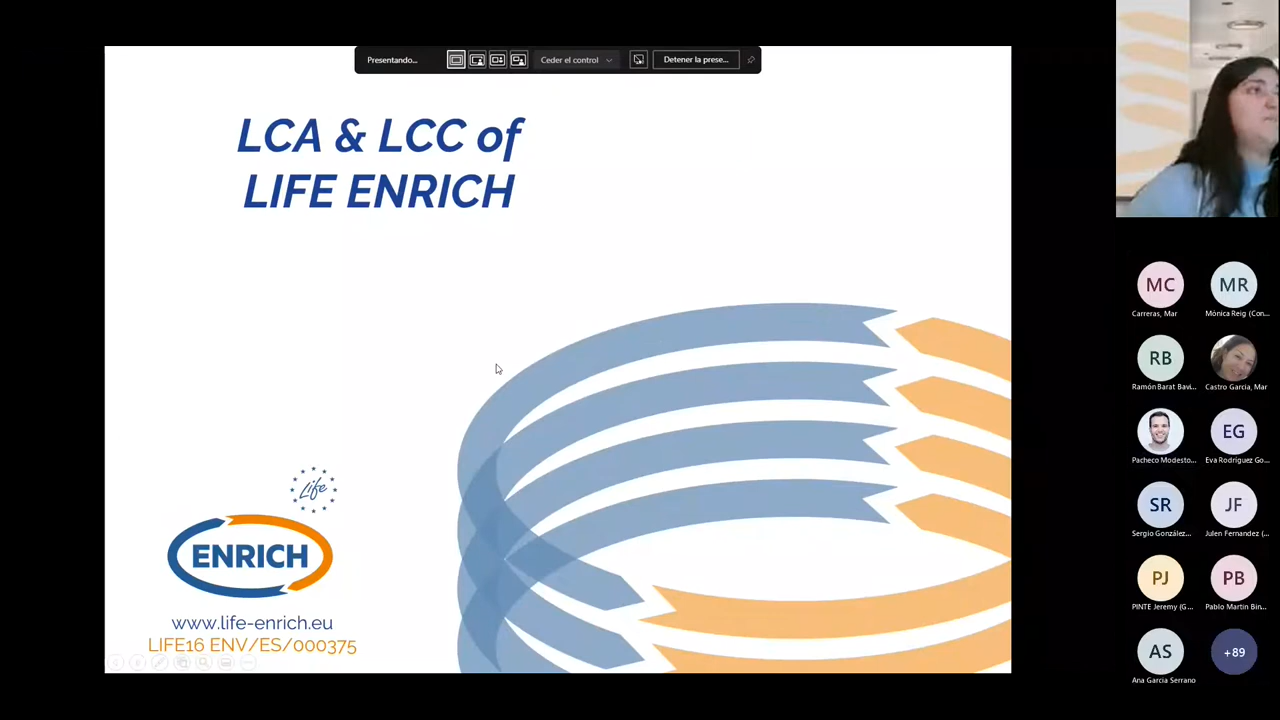 Presentando...
Ceder el control
Detener la prese...
LCA & LCC of
LIFE ENRICH
Life
ENRICH
www.life-enrich.eu
LIFE16 ENV/ES/000375
MC
Carreras, Mar
MR
Mónica Reig (Con...
RB
Ramón Barat Bavi...
Castro Garcia, Mar
Pacheco Modesto...
EG
Eva Rodríguez Go...
SR
Sergio González...
JF
Julen Fernandez (...
PJ
PINTE Jeremy (G...
PB
Pablo Martin Bin...
AS
Ana Garcia Serrano
+89